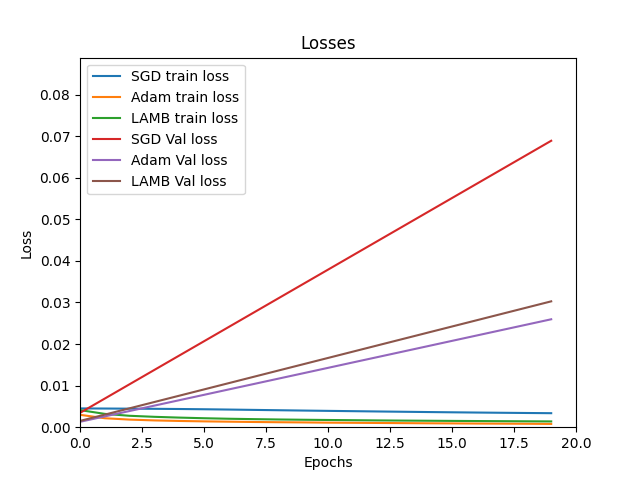 Losses
SGD train loss
Adam train loss
LAMB train loss
SGD Val loss
Adam Val loss
LAMB Val loss
0.08
0.07
0.06
0.05
0.04
0.03
0.02
0.01
0.00
Loss
0.0 2.5 5.0 7.5 10.0 12.5 15.0 17.5 20.0
Epochs